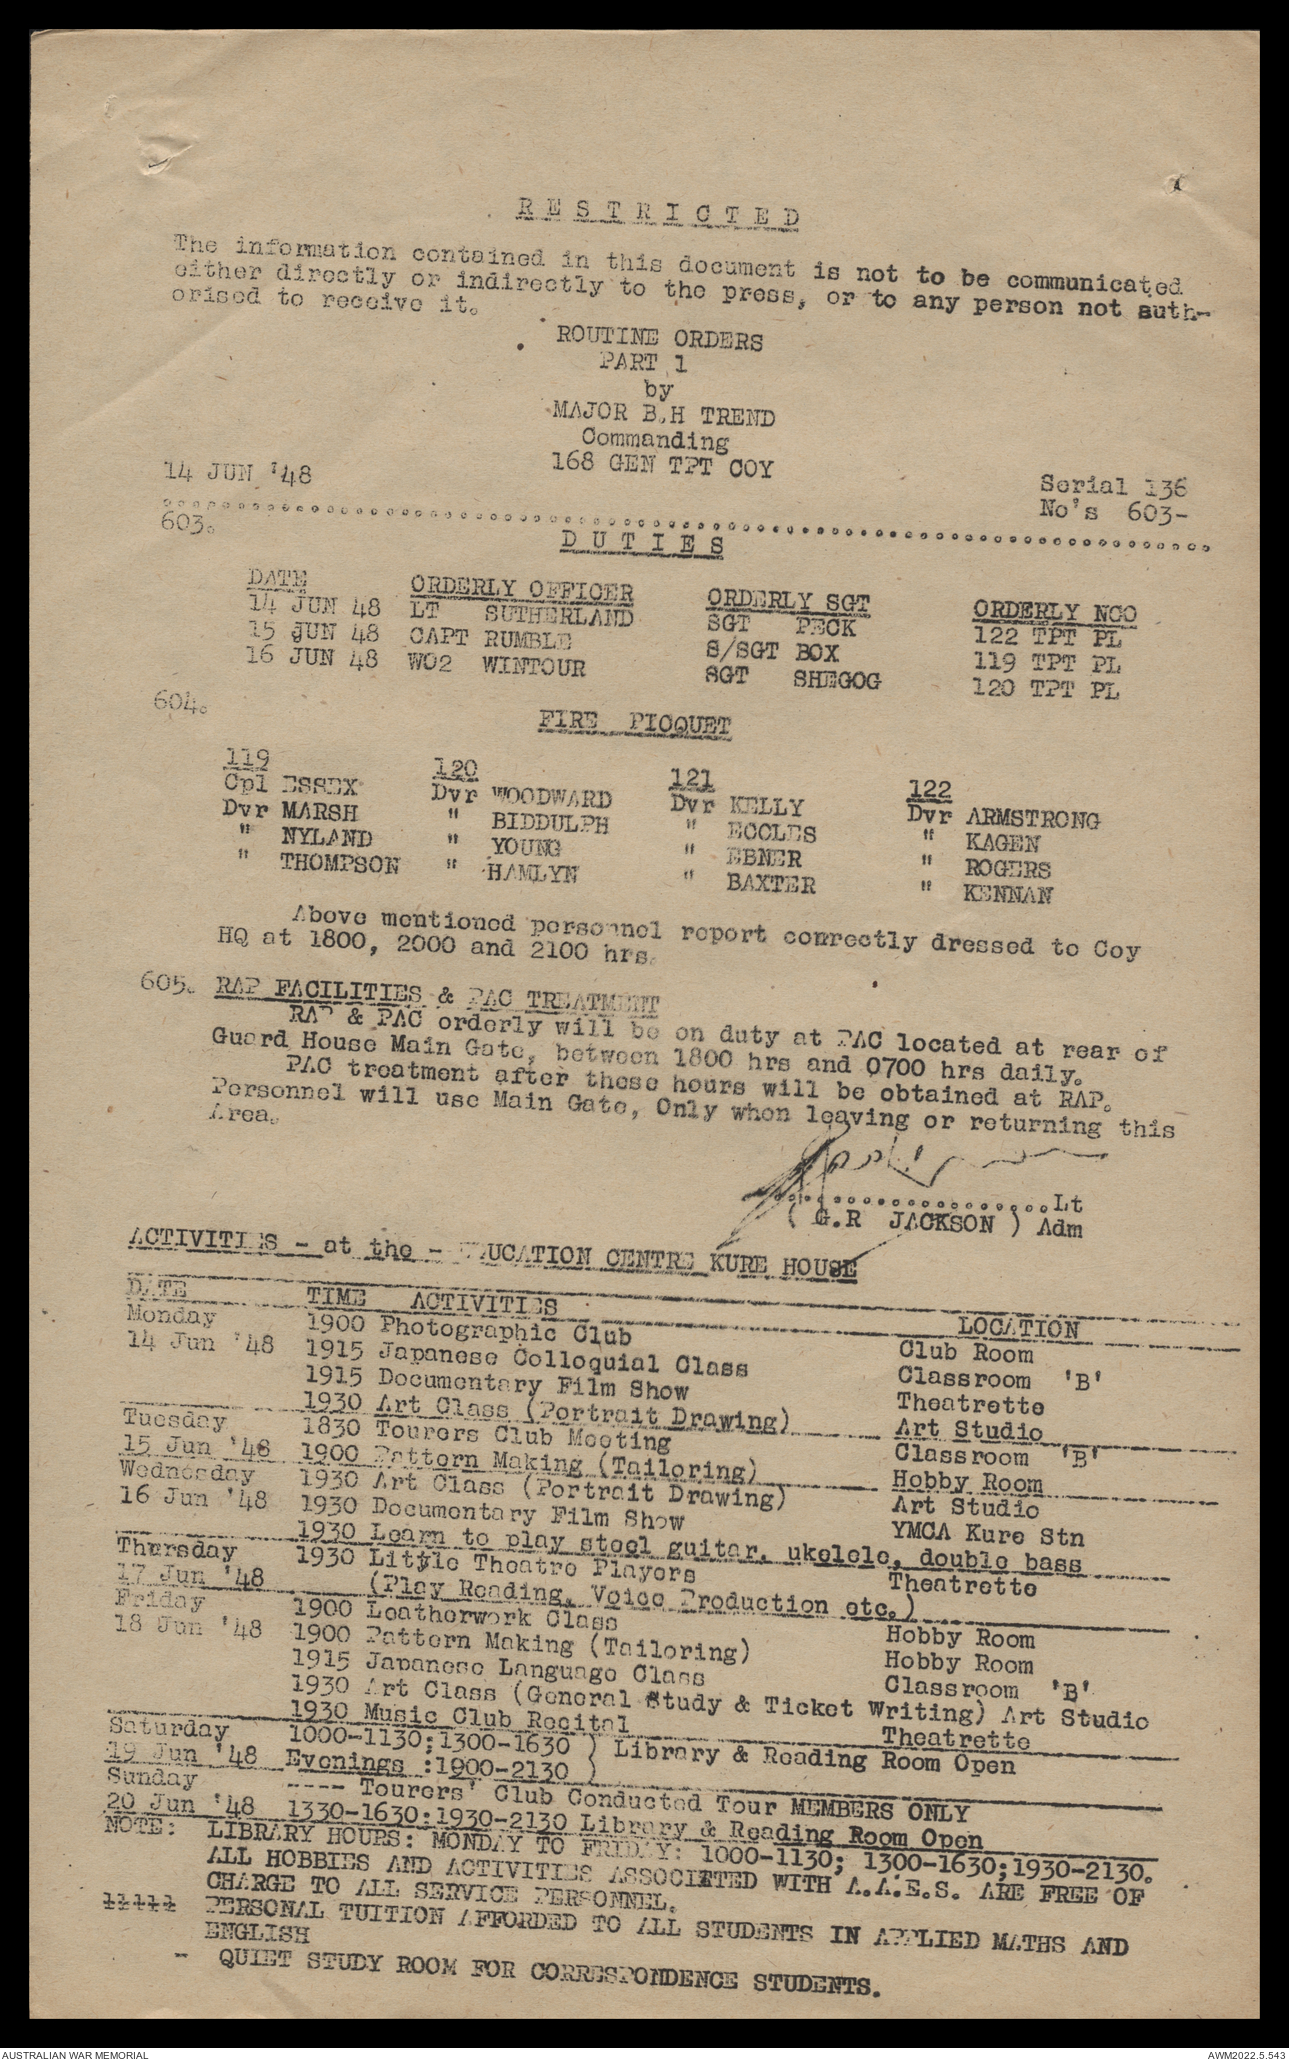 R E S T R I C T E D
The information contained in this document is not to be communicated
either directly or indirectly to the press, or to any person not auth-
orised to receive it.
ROUTINE ORDERS
PART 1
by
MAJOR B.H TREND
Commanding
168 GEN TPT COY
14 JUN '48
Serial 136
No's 603-
603.
D U T I E S
DATE ORDERLY OFFICER ORDERLY SGT ORDERLY NCO
14 JUN 48 LT SUTHERLAND SGT PECK 122 TPT PL
15 JUN 48 CAPT RUMBLE S/SGT BOX 119 TPT PL
16 JUN 48 WO2 WINTOUR SGT SHEGOG 120 TPT PL
604.
FIRE PICQUET
119 120 121 122
Cpl ESSEX Dvr WOODWARD Dvr KELLY Dvr ARMSTRONG
Dvr MARSH " BIDDULPH " ECCLES " KAGEN
" NYLAND " YOUNG " EBNER " ROGERS
" THOMPSON " HAMLYN " BAXTER " KENNAN
Above mentioned personnel report correctly dressed to Coy
HQ at 1800, 2000 and 2100 hrs.
605. RAP FACILITIES & PAC TREATMENT
RAP & PAC orderly will be on duty at PAC located at rear of
Guard House Main Gate, between 1800 hrs and 0700 hrs daily.
PAC treatment after these hours will be obtained at RAP.
Personnel will use Main Gate, Only when leaving or returning this
Area.
....................Lt
( G.R JACKSON ) Adm
ACTIVITIES - at the - EDUCATION CENTRE KURE HOUSE
DATE TIME ACTIVITIES LOCATION
Monday 1900 Photographic Club Club Room
14 Jun '48 1915 Japanese Colloquial Class Classroom 'B'
1915 Documentary Film Show Theatrette
1930 Art Class (Portrait Drawing) Art Studio
Tuesday 1830 Tourers Club Meeting Classroom 'B'
15 Jun '48 1900 Pattern Making (Tailoring) Hobby Room
Wednesday 1930 Art Class (Portrait Drawing) Art Studio
16 Jun '48 1930 Documentary Film Show YMCA Kure Stn
1930 Learn to play steel guitar, ukelele, double bass
Thursday 1930 Little Theatre Players Theatrette
17 Jun '48 (Play Reading, Voice Production etc.)
Friday 1900 Leatherwork Class Hobby Room
18 Jun '48 1900 Pattern Making (Tailoring) Hobby Room
1915 Japanese Language Class Classroom 'B'
1930 Art Class (General Study & Ticket Writing) Art Studio
1930 Music Club Recital Theatrette
Saturday 1000-1130;1300-1630 ) Library & Reading Room Open
19 Jun '48 Evenings :1900-2130 )
Sunday ---- Tourers' Club Conducted Tour MEMBERS ONLY
20 Jun '48 1330-1630:1930-2130 Library & Reading Room Open
NOTE: LIBRARY HOURS: MONDAY TO FRIDAY: 1000-1130; 1300-1630;1930-2130.
ALL HOBBIES AND ACTIVITIES ASSOCIATED WITH A.A.E.S. ARE FREE OF
CHARGE TO ALL SERVICE PERSONNEL.
PERSONAL TUITION AFFORDED TO ALL STUDENTS IN APPLIED MATHS AND
ENGLISH
- QUIET STUDY ROOM FOR CORRESPONDENCE STUDENTS.
AUSTRALIAN WAR MEMORIAL
AWM2022.5.543